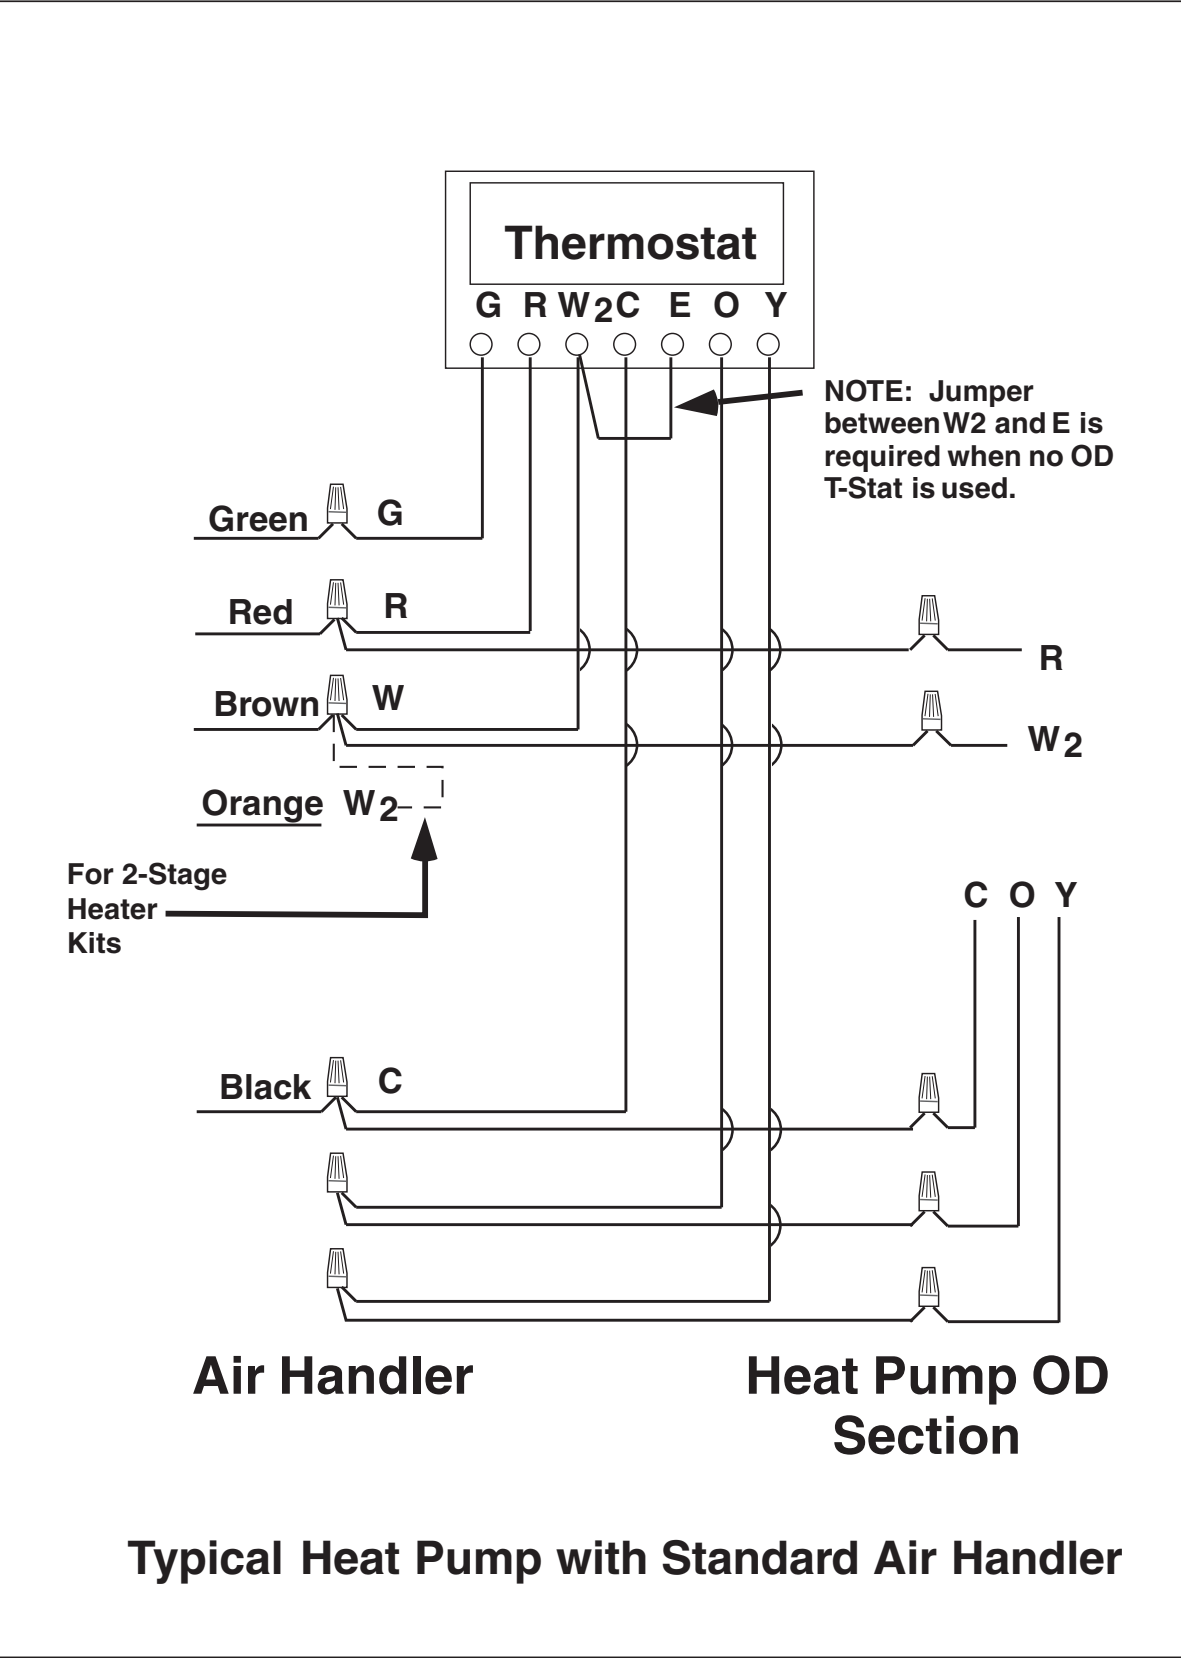 Thermostat
G R W2 C E O Y
NOTE: Jumper
between W2 and E is
required when no OD
T-Stat is used.
Green G
Red R
R
Brown W
W2
Orange W2
For 2-Stage
Heater
Kits
C O Y
Black C
Air Handler
Heat Pump OD
Section
Typical Heat Pump with Standard Air Handler